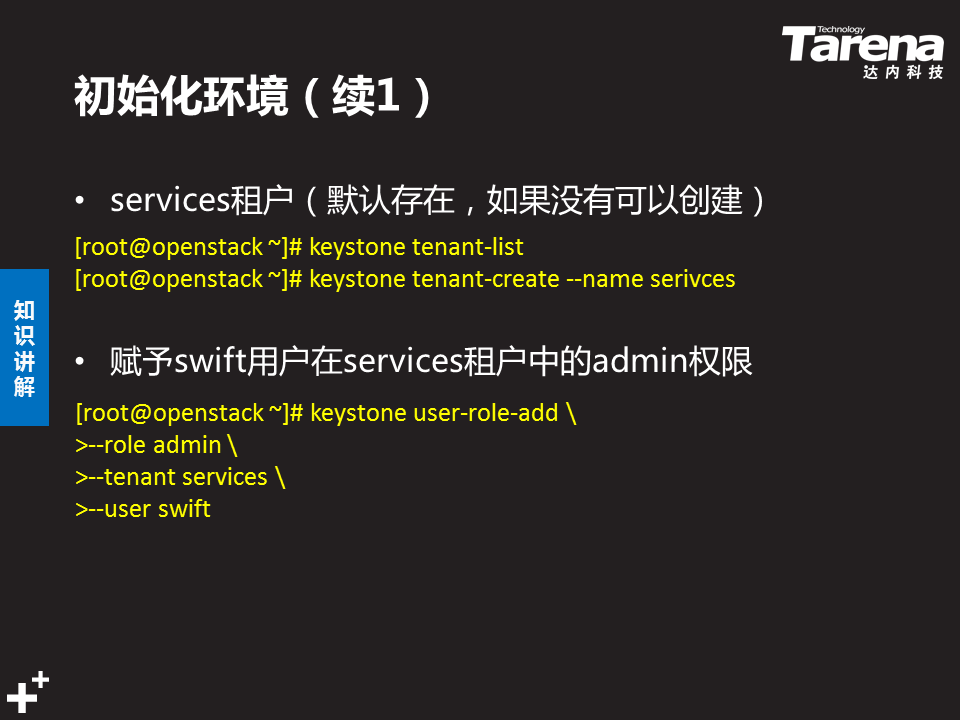 Technology
Tarena
达内科技
初始化环境（续1）
• services租户（默认存在，如果没有可以创建）
[root@openstack ~]# keystone tenant-list
[root@openstack ~]# keystone tenant-create --name serivces
知识讲解
• 赋予swift用户在services租户中的admin权限
[root@openstack ~]# keystone user-role-add \
>--role admin \
>--tenant services \
>--user swift